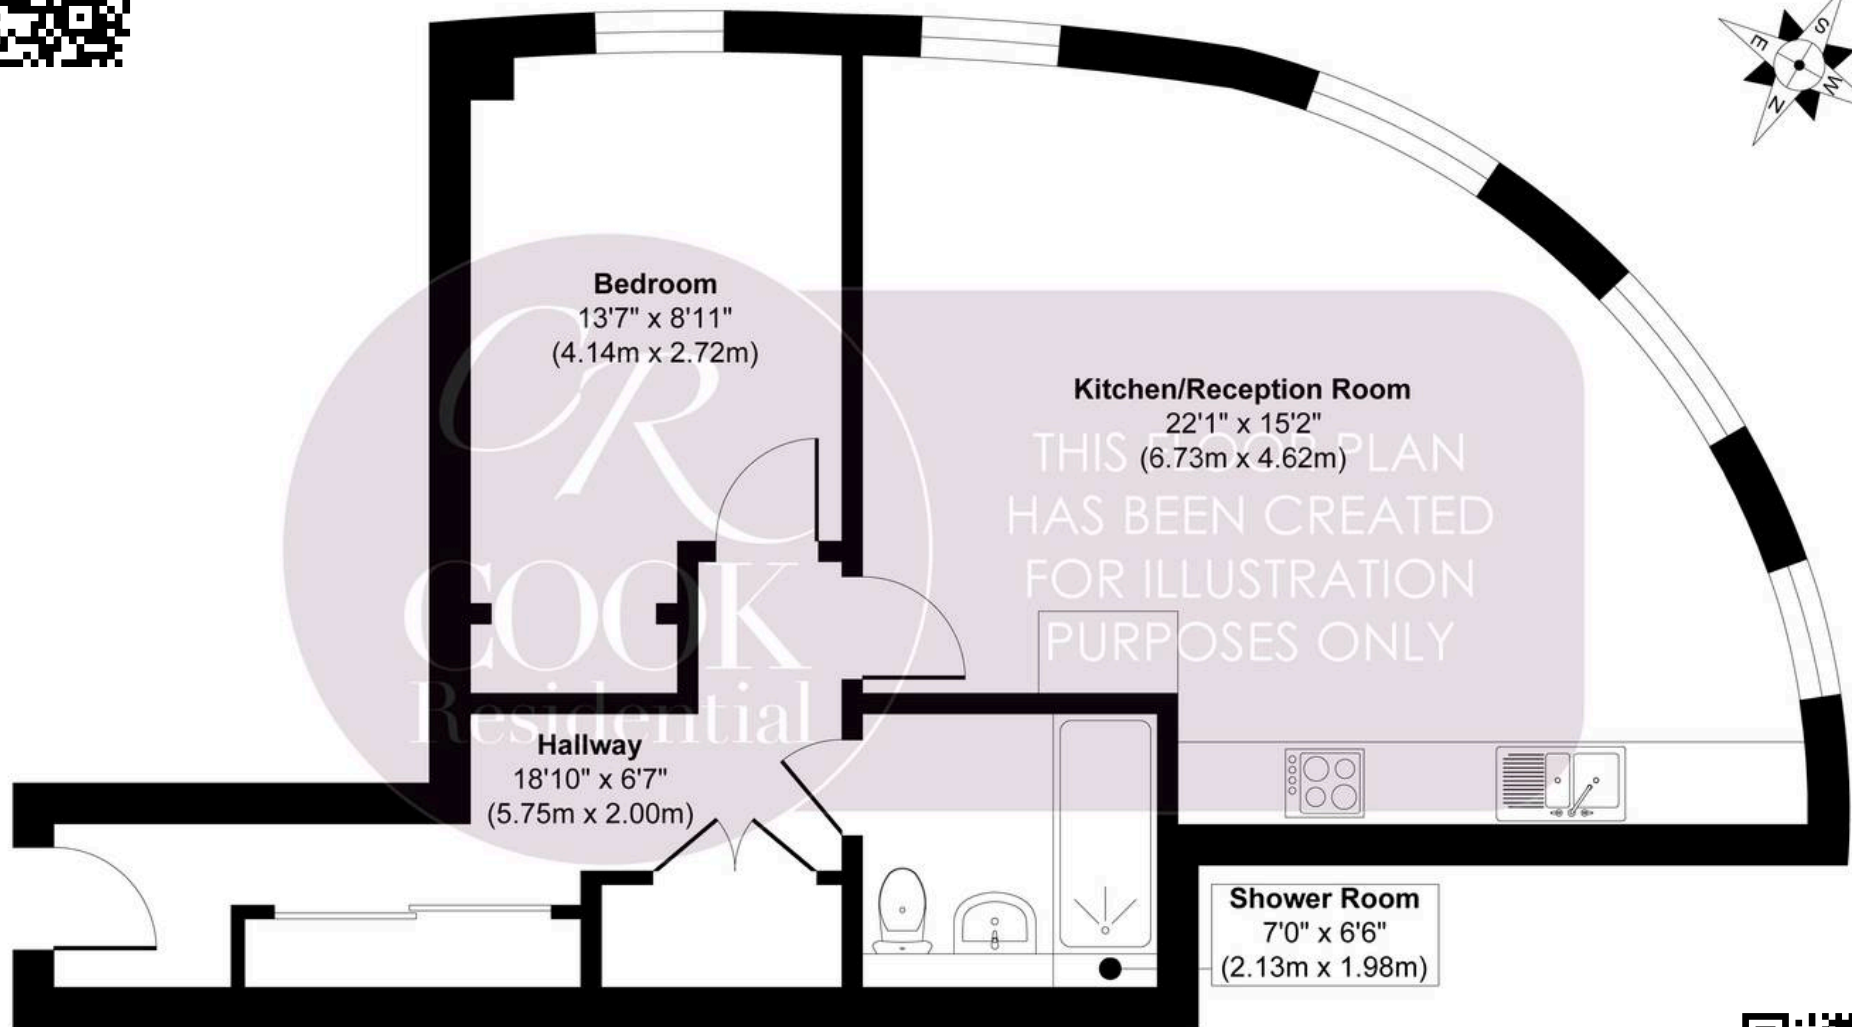 S
E
W
N
Bedroom
13'7" x 8'11"
(4.14m x 2.72m)
Kitchen/Reception Room
22'1" x 15'2"
(6.73m x 4.62m)
CR
COOK
Residential
THIS FLOOR PLAN
HAS BEEN CREATED
FOR ILLUSTRATION
PURPOSES ONLY
Hallway
18'10" x 6'7"
(5.75m x 2.00m)
Shower Room
7'0" x 6'6"
(2.13m x 1.98m)